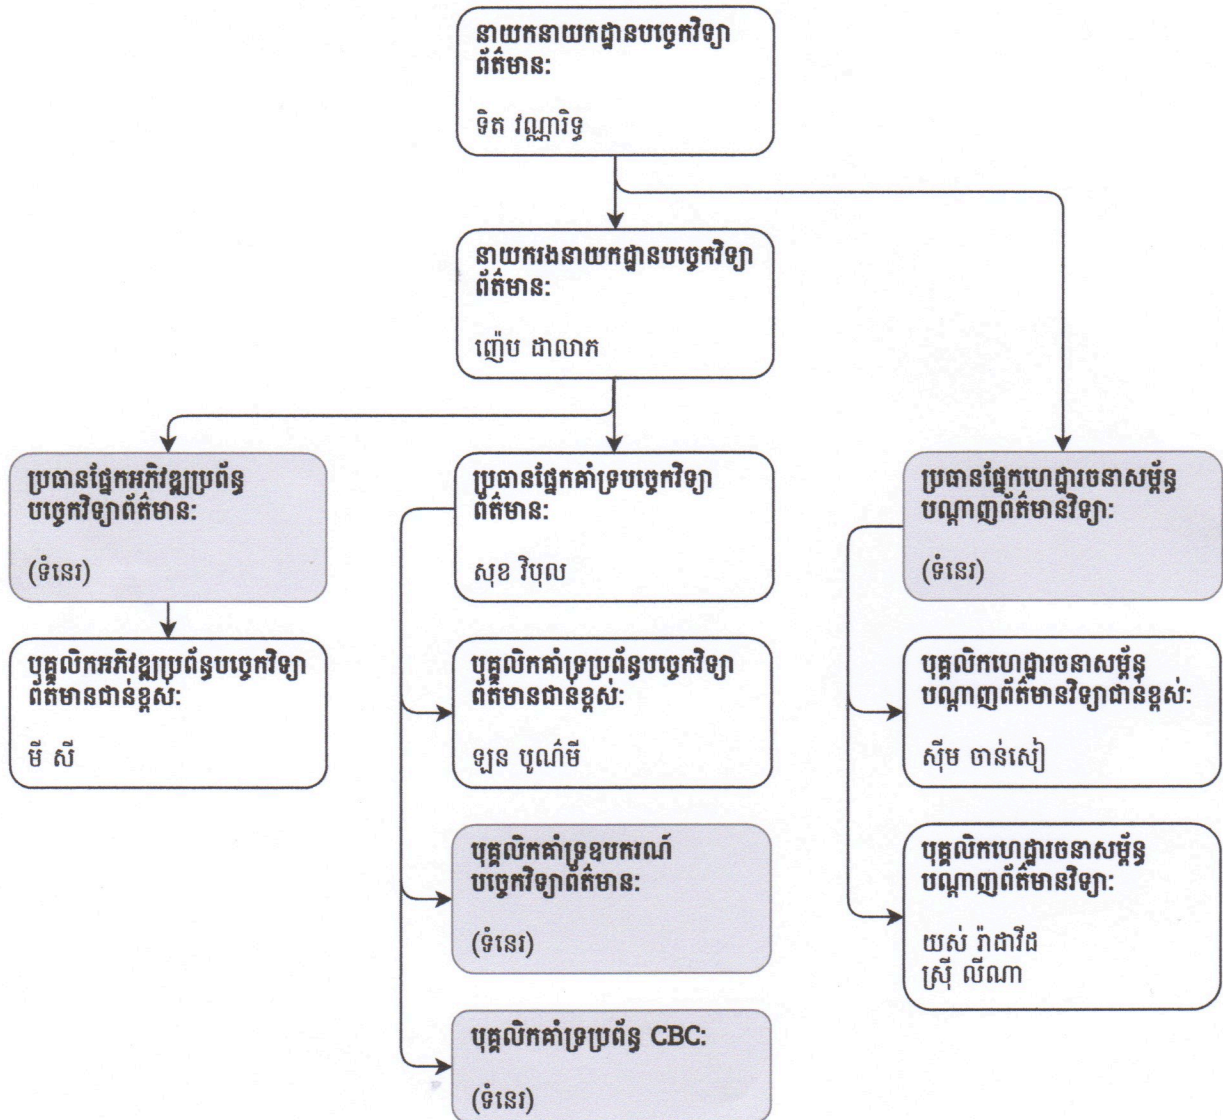 នាយកនាយកដ្ឋានបច្ចេកវិទ្យា
ព័ត៌មាន:
ទិត វណ្ណារិទ្ធ
នាយករងនាយកដ្ឋានបច្ចេកវិទ្យា
ព័ត៌មាន:
ញ៉េប ដាលាភ
ប្រធានផ្នែកអភិវឌ្ឍប្រព័ន្ធ
បច្ចេកវិទ្យាព័ត៌មាន:
(ទំនេរ)
បុគ្គលិកអភិវឌ្ឍប្រព័ន្ធបច្ចេកវិទ្យា
ព័ត៌មានជាន់ខ្ពស់:
មី សី
ប្រធានផ្នែកគាំទ្របច្ចេកវិទ្យា
ព័ត៌មាន:
សុខ វិបុល
បុគ្គលិកគាំទ្រប្រព័ន្ធបច្ចេកវិទ្យា
ព័ត៌មានជាន់ខ្ពស់:
ឡន បូណ៌មី
បុគ្គលិកគាំទ្រឧបករណ៍
បច្ចេកវិទ្យាព័ត៌មាន:
(ទំនេរ)
បុគ្គលិកគាំទ្រប្រព័ន្ធ CBC:
(ទំនេរ)
ប្រធានផ្នែកហេដ្ឋារចនាសម្ព័ន្ធ
បណ្តាញព័ត៌មានវិទ្យា:
(ទំនេរ)
បុគ្គលិកហេដ្ឋារចនាសម្ព័ន្ធ
បណ្តាញព័ត៌មានវិទ្យាជាន់ខ្ពស់:
ស៊ីម ចាន់សៀ
បុគ្គលិកហេដ្ឋារចនាសម្ព័ន្ធ
បណ្តាញព័ត៌មានវិទ្យា:
យស់ រ៉ាដាវីដ
ស្រ៊ី លីណា